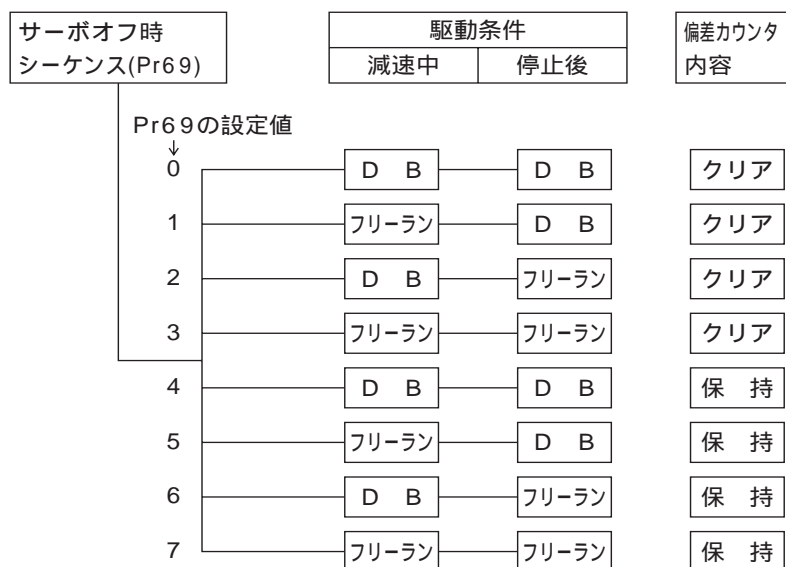 サーボオフ時
シーケンス(Pr69)
駆動条件
減速中 停止後
偏差カウンタ
内容
Pr69の設定値
↓
0 D B D B クリア
1 フリーラン D B クリア
2 D B フリーラン クリア
3 フリーラン フリーラン クリア
4 D B D B 保 持
5 フリーラン D B 保 持
6 D B フリーラン 保 持
7 フリーラン フリーラン 保 持